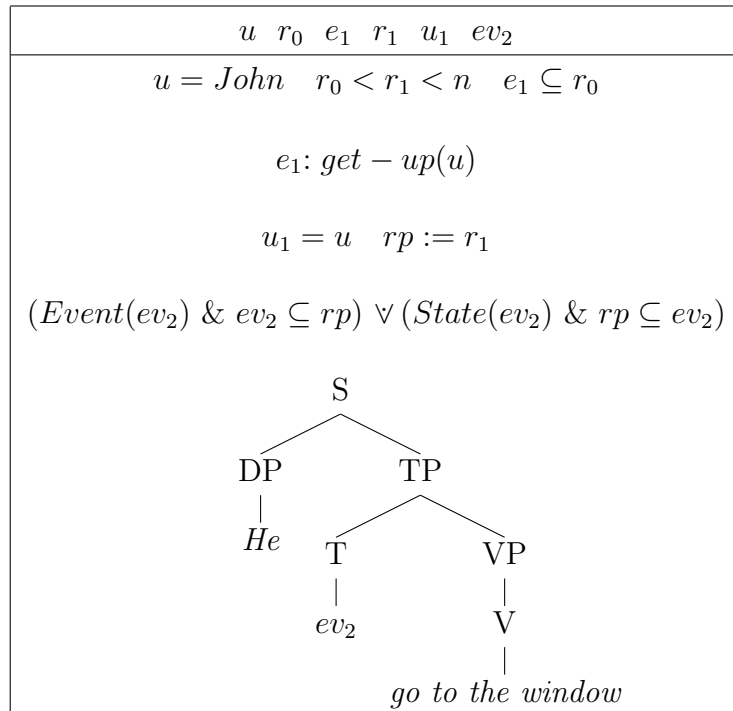 u r₀ e₁ r₁ u₁ ev₂
u = John r₀ < r₁ < n e₁ ⊆ r₀
e₁: get − up(u)
u₁ = u rp := r₁
(Event(ev₂) & ev₂ ⊆ rp) ⩒ (State(ev₂) & rp ⊆ ev₂)
S
DP TP
He T VP
ev₂ V
go to the window